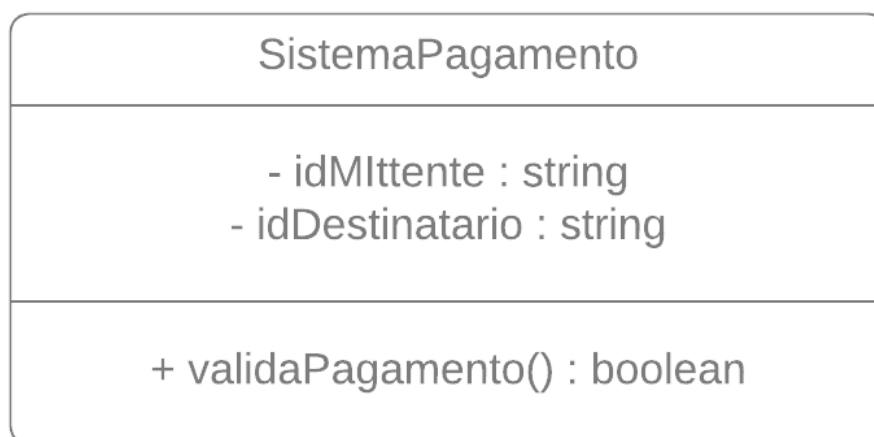 SistemaPagamento
- idMIttente : string
- idDestinatario : string
+ validaPagamento() : boolean